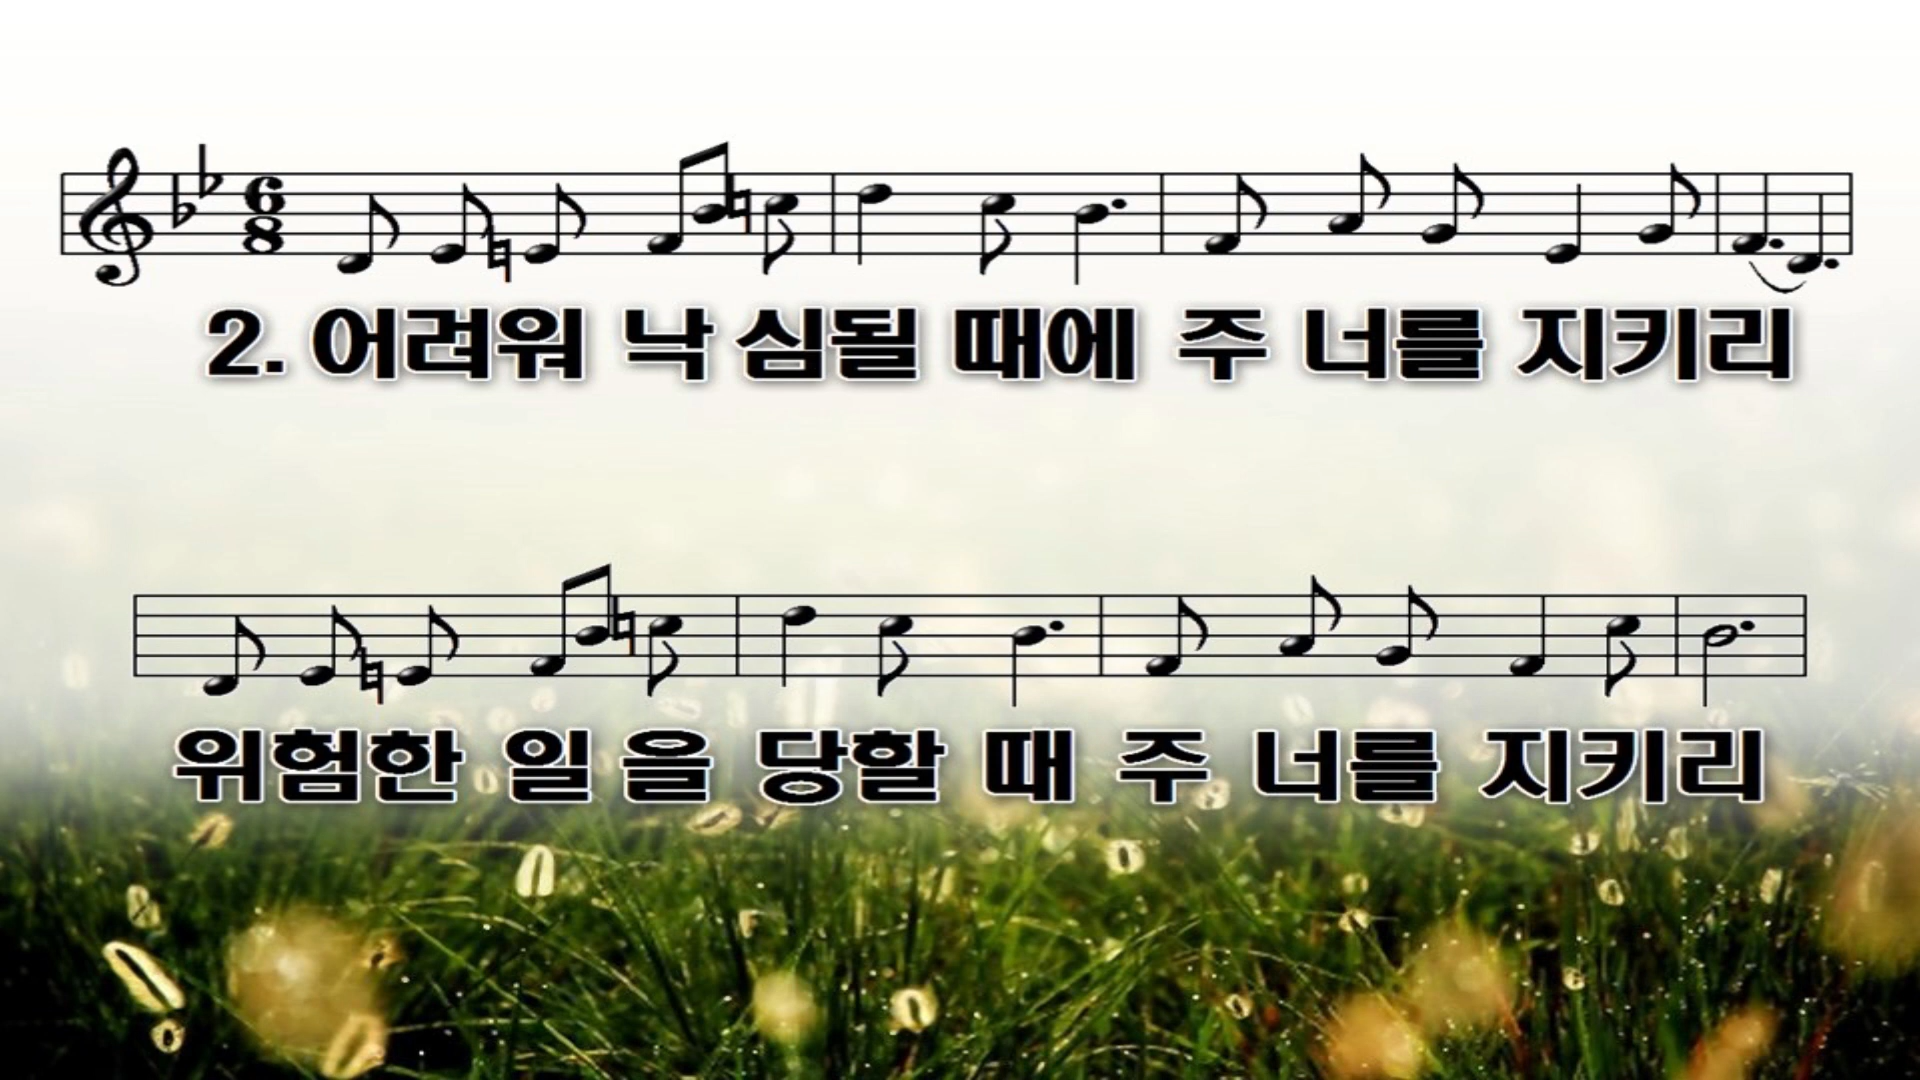 2. 어려워 낙 심될 때에 주 너를 지키리
위험한 일 을 당할 때 주 너를 지키리